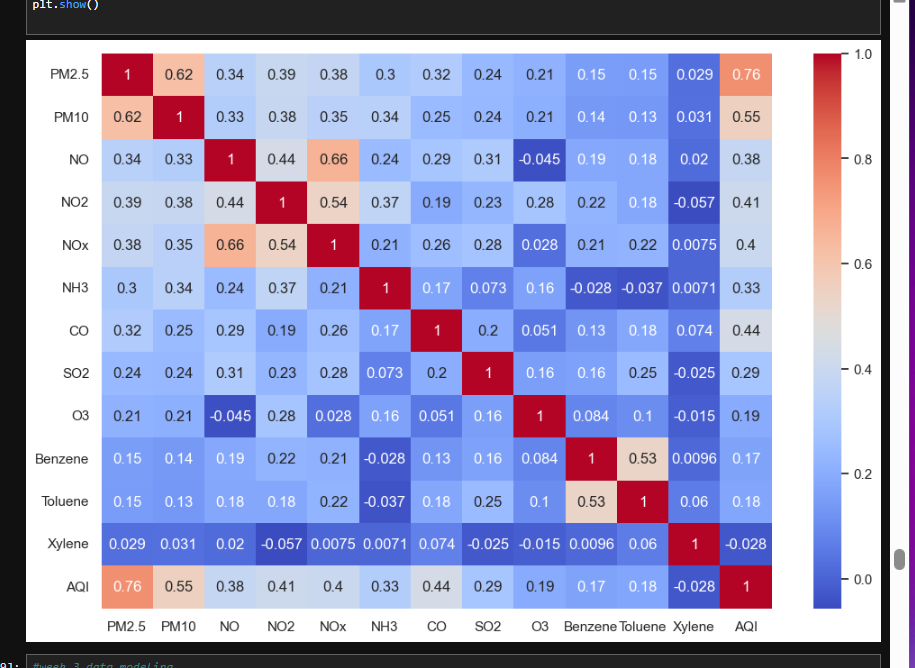 plt.show()
PM2.5 1 0.62 0.34 0.39 0.38 0.3 0.32 0.24 0.21 0.15 0.15 0.029 0.76
PM10 0.62 1 0.33 0.38 0.35 0.34 0.25 0.24 0.21 0.14 0.13 0.031 0.55
NO 0.34 0.33 1 0.44 0.66 0.24 0.29 0.31 -0.045 0.19 0.18 0.02 0.38
NO2 0.39 0.38 0.44 1 0.54 0.37 0.19 0.23 0.28 0.22 0.18 -0.057 0.41
NOx 0.38 0.35 0.66 0.54 1 0.21 0.26 0.28 0.028 0.21 0.22 0.0075 0.4
NH3 0.3 0.34 0.24 0.37 0.21 1 0.17 0.073 0.16 -0.028 -0.037 0.0071 0.33
CO 0.32 0.25 0.29 0.19 0.26 0.17 1 0.2 0.051 0.13 0.18 0.074 0.44
SO2 0.24 0.24 0.31 0.23 0.28 0.073 0.2 1 0.16 0.16 0.25 -0.025 0.29
O3 0.21 0.21 -0.045 0.28 0.028 0.16 0.051 0.16 1 0.084 0.1 -0.015 0.19
Benzene 0.15 0.14 0.19 0.22 0.21 -0.028 0.13 0.16 0.084 1 0.53 0.0096 0.17
Toluene 0.15 0.13 0.18 0.18 0.22 -0.037 0.18 0.25 0.1 0.53 1 0.06 0.18
Xylene 0.029 0.031 0.02 -0.057 0.0075 0.0071 0.074 -0.025 -0.015 0.0096 0.06 1 -0.028
AQI 0.76 0.55 0.38 0.41 0.4 0.33 0.44 0.29 0.19 0.17 0.18 -0.028 1
PM2.5 PM10 NO NO2 NOx NH3 CO SO2 O3 Benzene Toluene Xylene AQI
1.0
0.8
0.6
0.4
0.2
0.0
9]: #week 3 data modeling